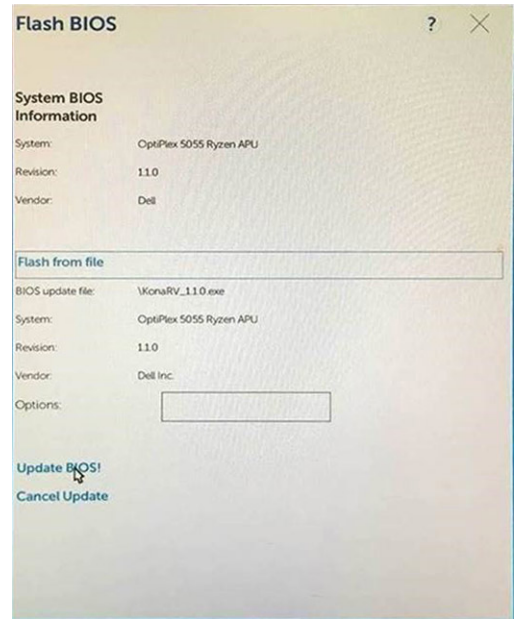 Flash BIOS ?
System BIOS
Information
System: OptiPlex 5055 Ryzen APU
Revision: 1.1.0
Vendor: Dell
Flash from file
BIOS update file: \KonaRV_1.1.0.exe
System: OptiPlex 5055 Ryzen APU
Revision: 1.1.0
Vendor: Dell Inc.
Options:
Update BIOS!
Cancel Update